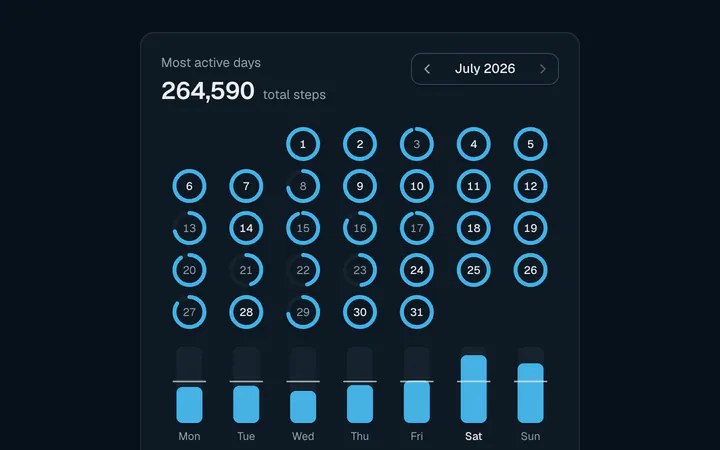 Most active days
July 2026
264,590 total steps
1 2 3 4 5
6 7 8 9 10 11 12
13 14 15 16 17 18 19
20 21 22 23 24 25 26
27 28 29 30 31
Mon Tue Wed Thu Fri Sat Sun